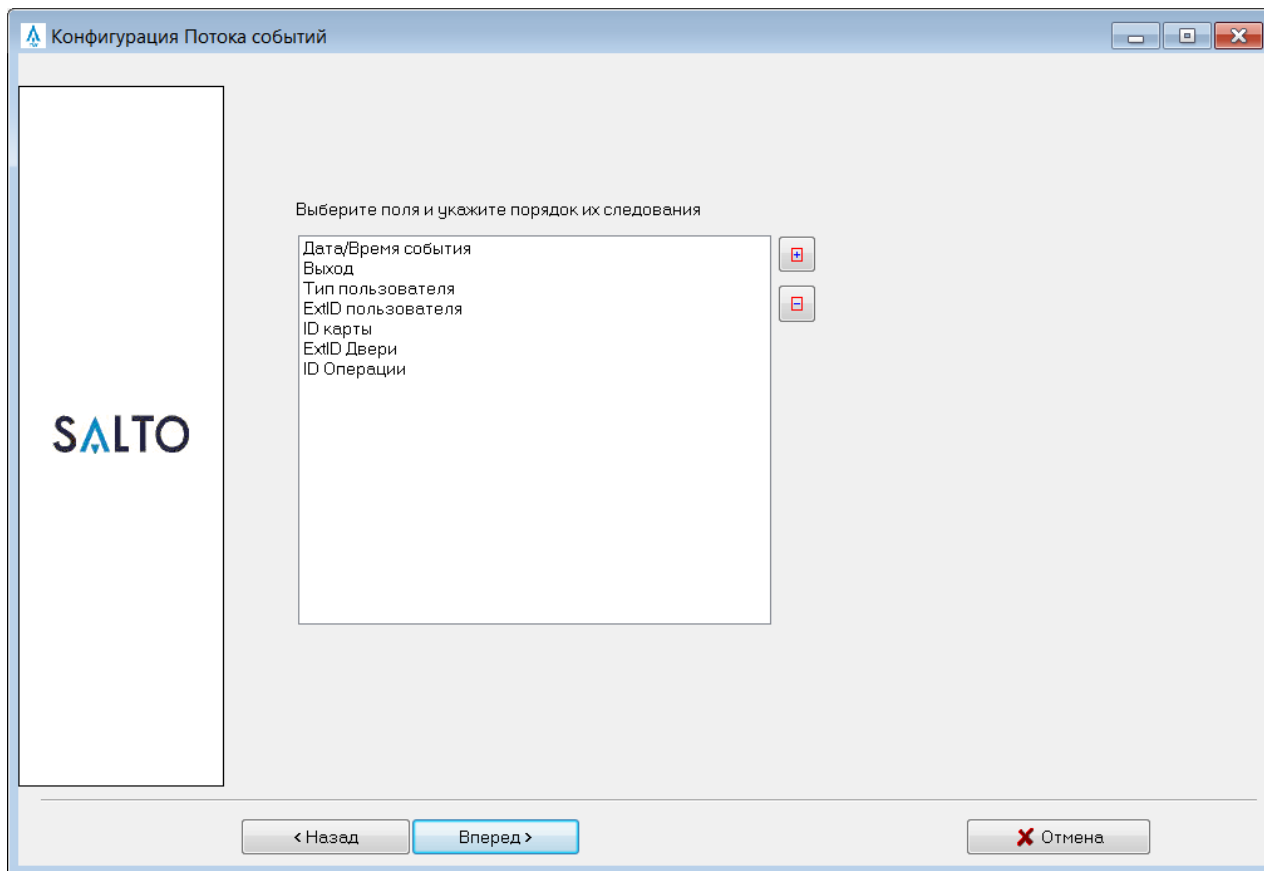 Конфигурация Потока событий
Выберите поля и укажите порядок их следования
Дата/Время события
Выход
Тип пользователя
ExtID пользователя
ID карты
ExtID Двери
ID Операции
SALTO
< Назад
Вперед >
Отмена